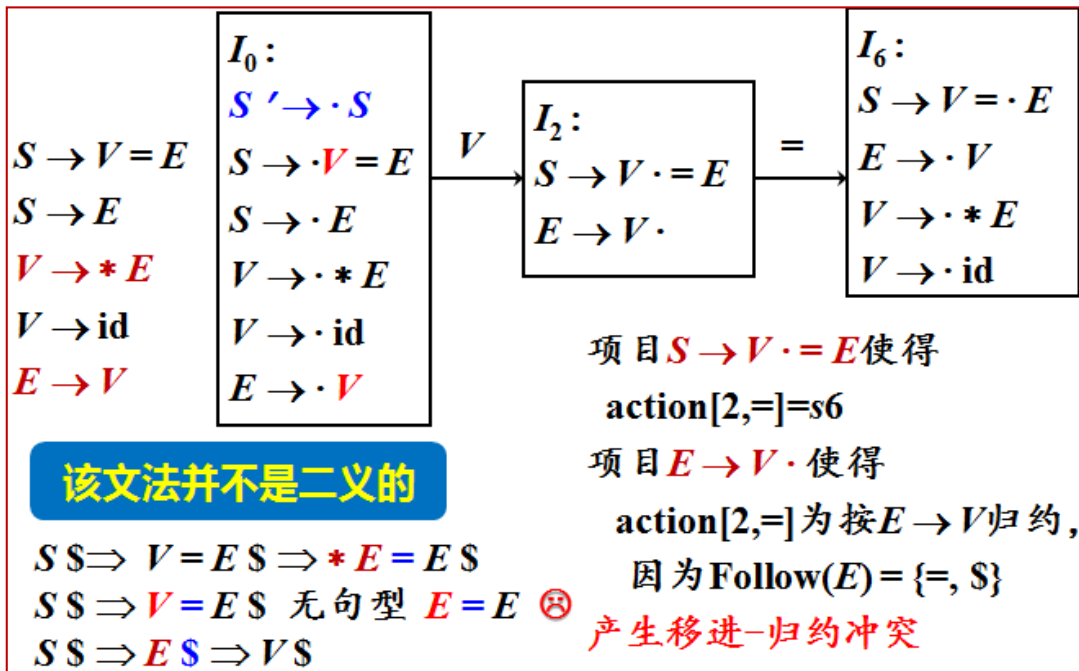 S → V = E
S → E
V → * E
V → id
E → V
I₀ :
S ′ → · S
S → ·V = E
S → · E
V → · * E
V → · id
E → · V
V
I₂ :
S → V · = E
E → V ·
=
I₆ :
S → V = · E
E → · V
V → · * E
V → · id
该文法并不是二义的
S $ ⇒ V = E $ ⇒ * E = E $
S $ ⇒ V = E $ 无句型 E = E
S $ ⇒ E $ ⇒ V $
项目S → V · = E使得
action[2,=]=s6
项目E → V · 使得
action[2,=]为按E → V归约，
因为Follow(E) = {=, $}
产生移进-归约冲突